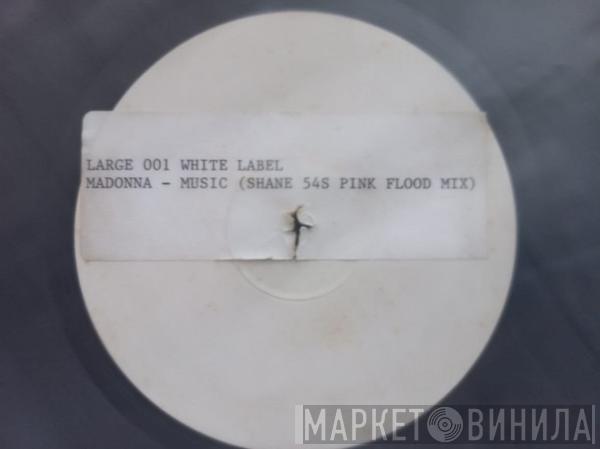 LARGE 001 WHITE LABEL
MADONNA - MUSIC (SHANE 54S PINK FLOOD MIX)
МАРКЕТ ВИНИЛА